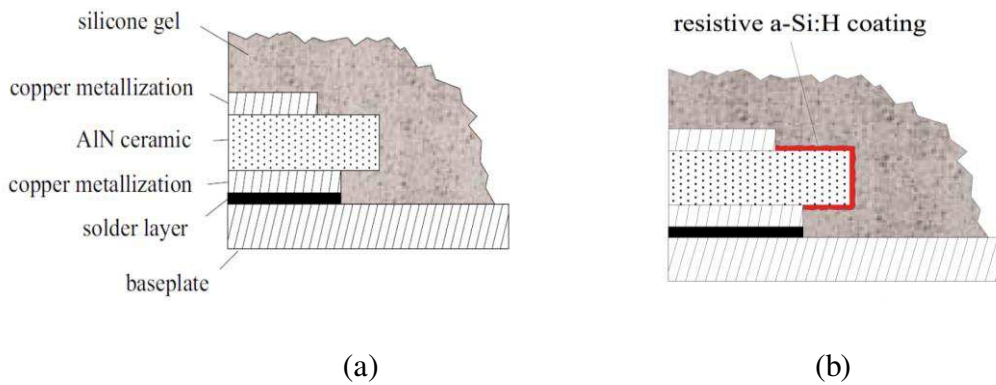 silicone gel
copper metallization
AlN ceramic
copper metallization
solder layer
baseplate
(a)
resistive a-Si:H coating
(b)